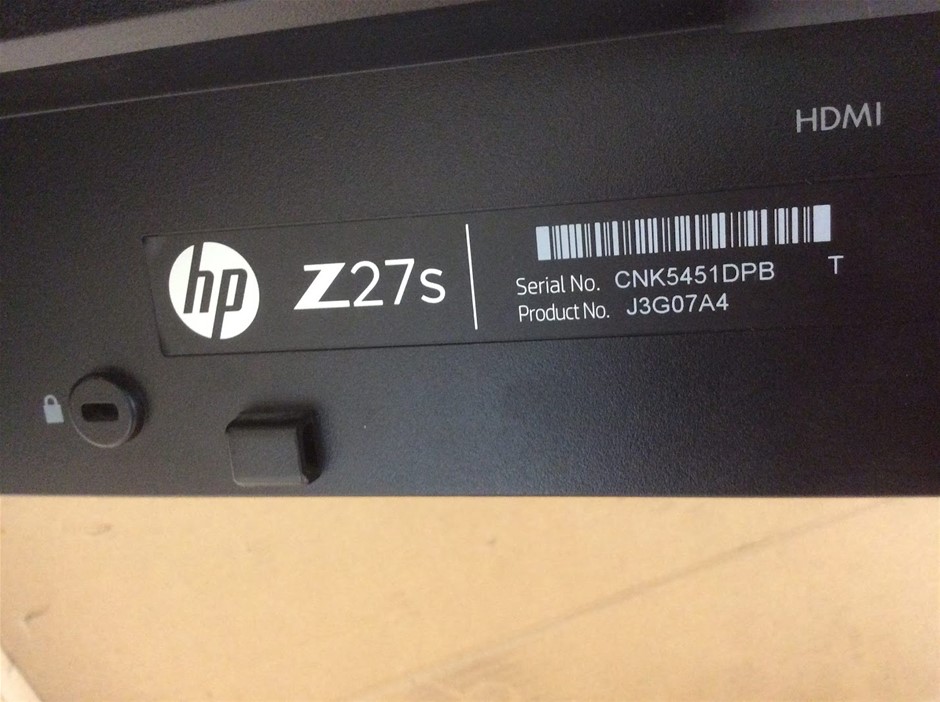 HDMI
hp Z27s
Serial No. CNK5451DPB T
Product No. J3G07A4